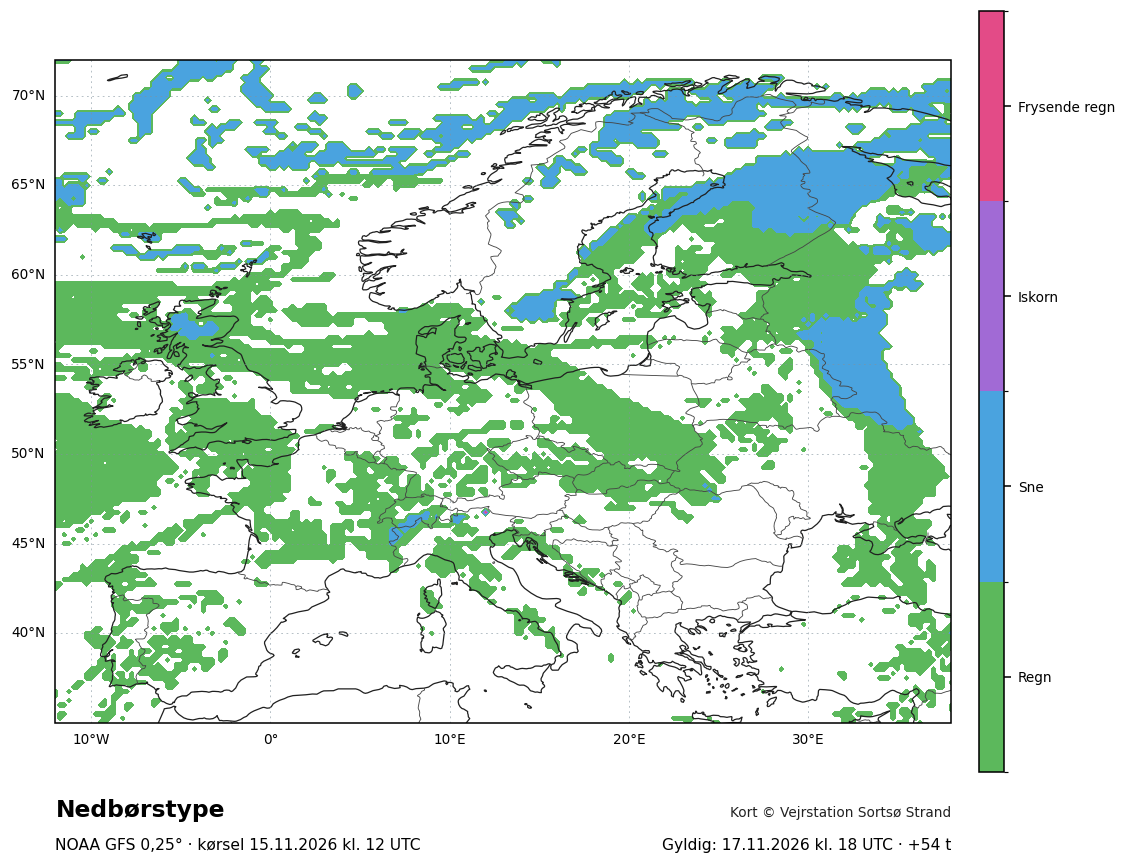 70°N
65°N
60°N
55°N
50°N
45°N
40°N
10°W
0°
10°E
20°E
30°E
Frysende regn
Iskorn
Sne
Regn
Nedbørstype
Kort © Vejrstation Sortsø Strand
NOAA GFS 0,25° · kørsel 15.11.2026 kl. 12 UTC
Gyldig: 17.11.2026 kl. 18 UTC · +54 t